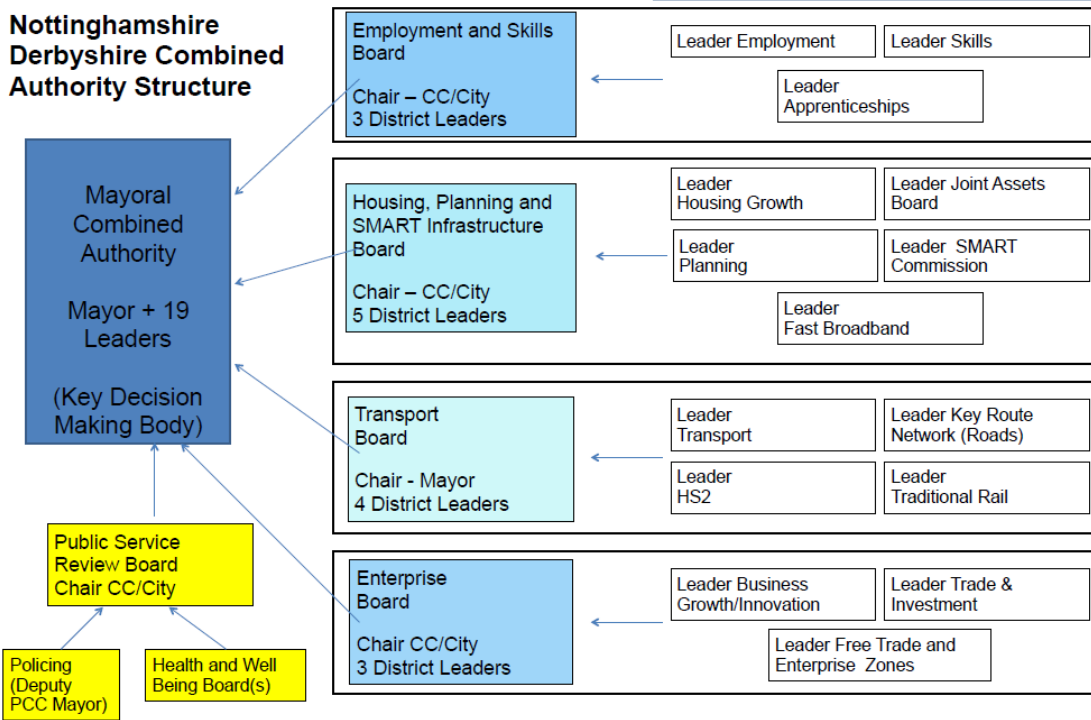 Nottinghamshire
Derbyshire Combined
Authority Structure
Mayoral
Combined
Authority
Mayor + 19
Leaders
(Key Decision
Making Body)
Public Service
Review Board
Chair CC/City
Policing
(Deputy
PCC Mayor)
Health and Well
Being Board(s)
Employment and Skills
Board
Chair – CC/City
3 District Leaders
Leader Employment
Leader Skills
Leader
Apprenticeships
Housing, Planning and
SMART Infrastructure
Board
Chair – CC/City
5 District Leaders
Leader
Housing Growth
Leader Joint Assets
Board
Leader
Planning
Leader SMART
Commission
Leader
Fast Broadband
Transport
Board
Chair - Mayor
4 District Leaders
Leader
Transport
Leader Key Route
Network (Roads)
Leader
HS2
Leader
Traditional Rail
Enterprise
Board
Chair CC/City
3 District Leaders
Leader Business
Growth/Innovation
Leader Trade &
Investment
Leader Free Trade and
Enterprise Zones